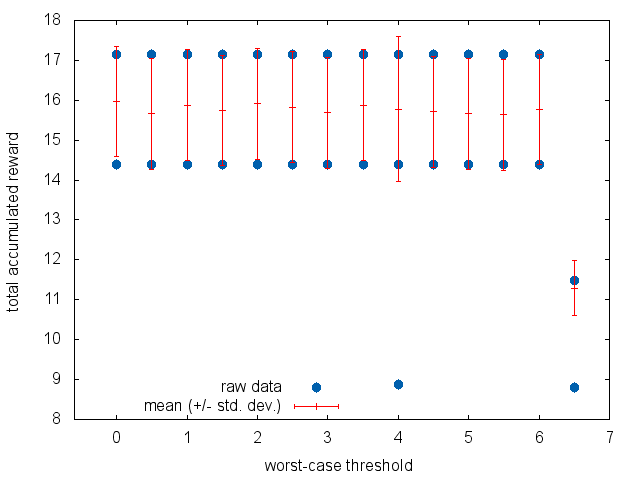 18
17
16
15
14
13
12
11
10
9
8
total accumulated reward
raw data
mean (+/- std. dev.)
0 1 2 3 4 5 6 7
worst-case threshold